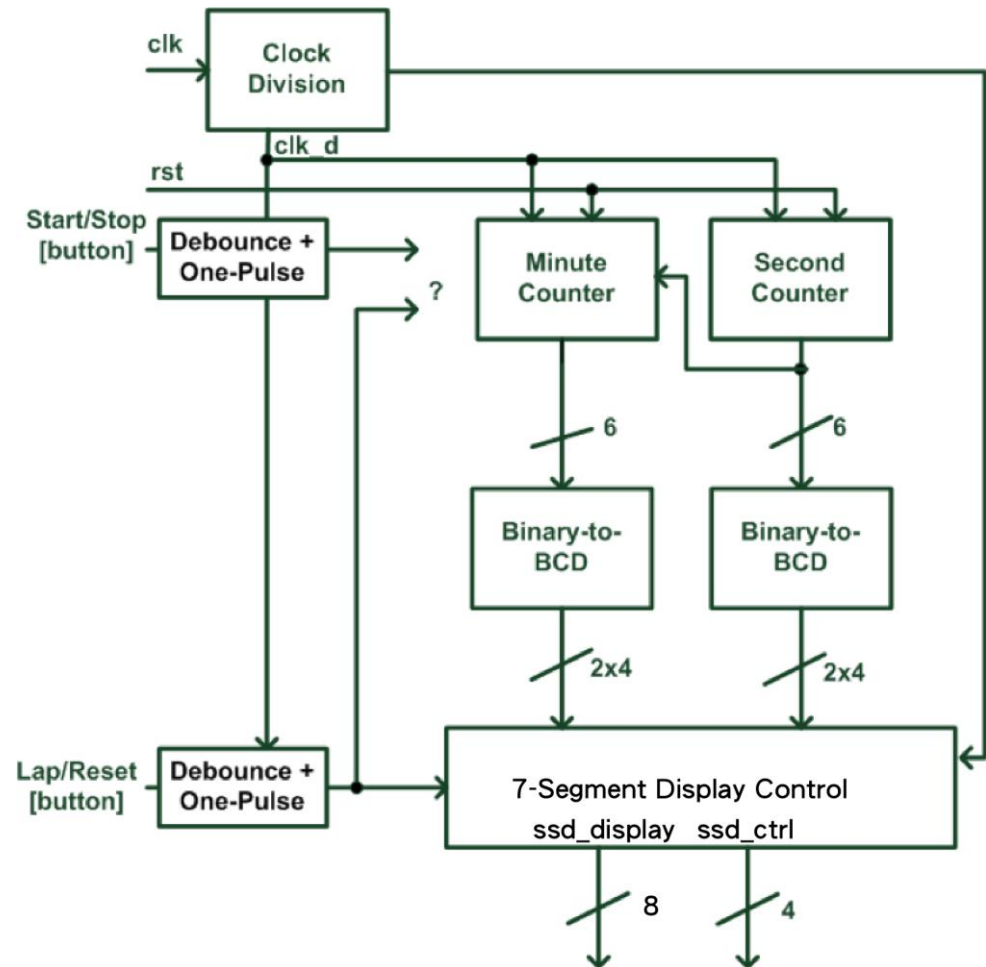 clk
Clock
Division
clk_d
rst
Start/Stop
[button]
Debounce +
One-Pulse
?
Minute
Counter
Second
Counter
6
6
Binary-to-
BCD
Binary-to-
BCD
2x4
2x4
Lap/Reset
[button]
Debounce +
One-Pulse
7-Segment Display Control
ssd_display ssd_ctrl
8
4